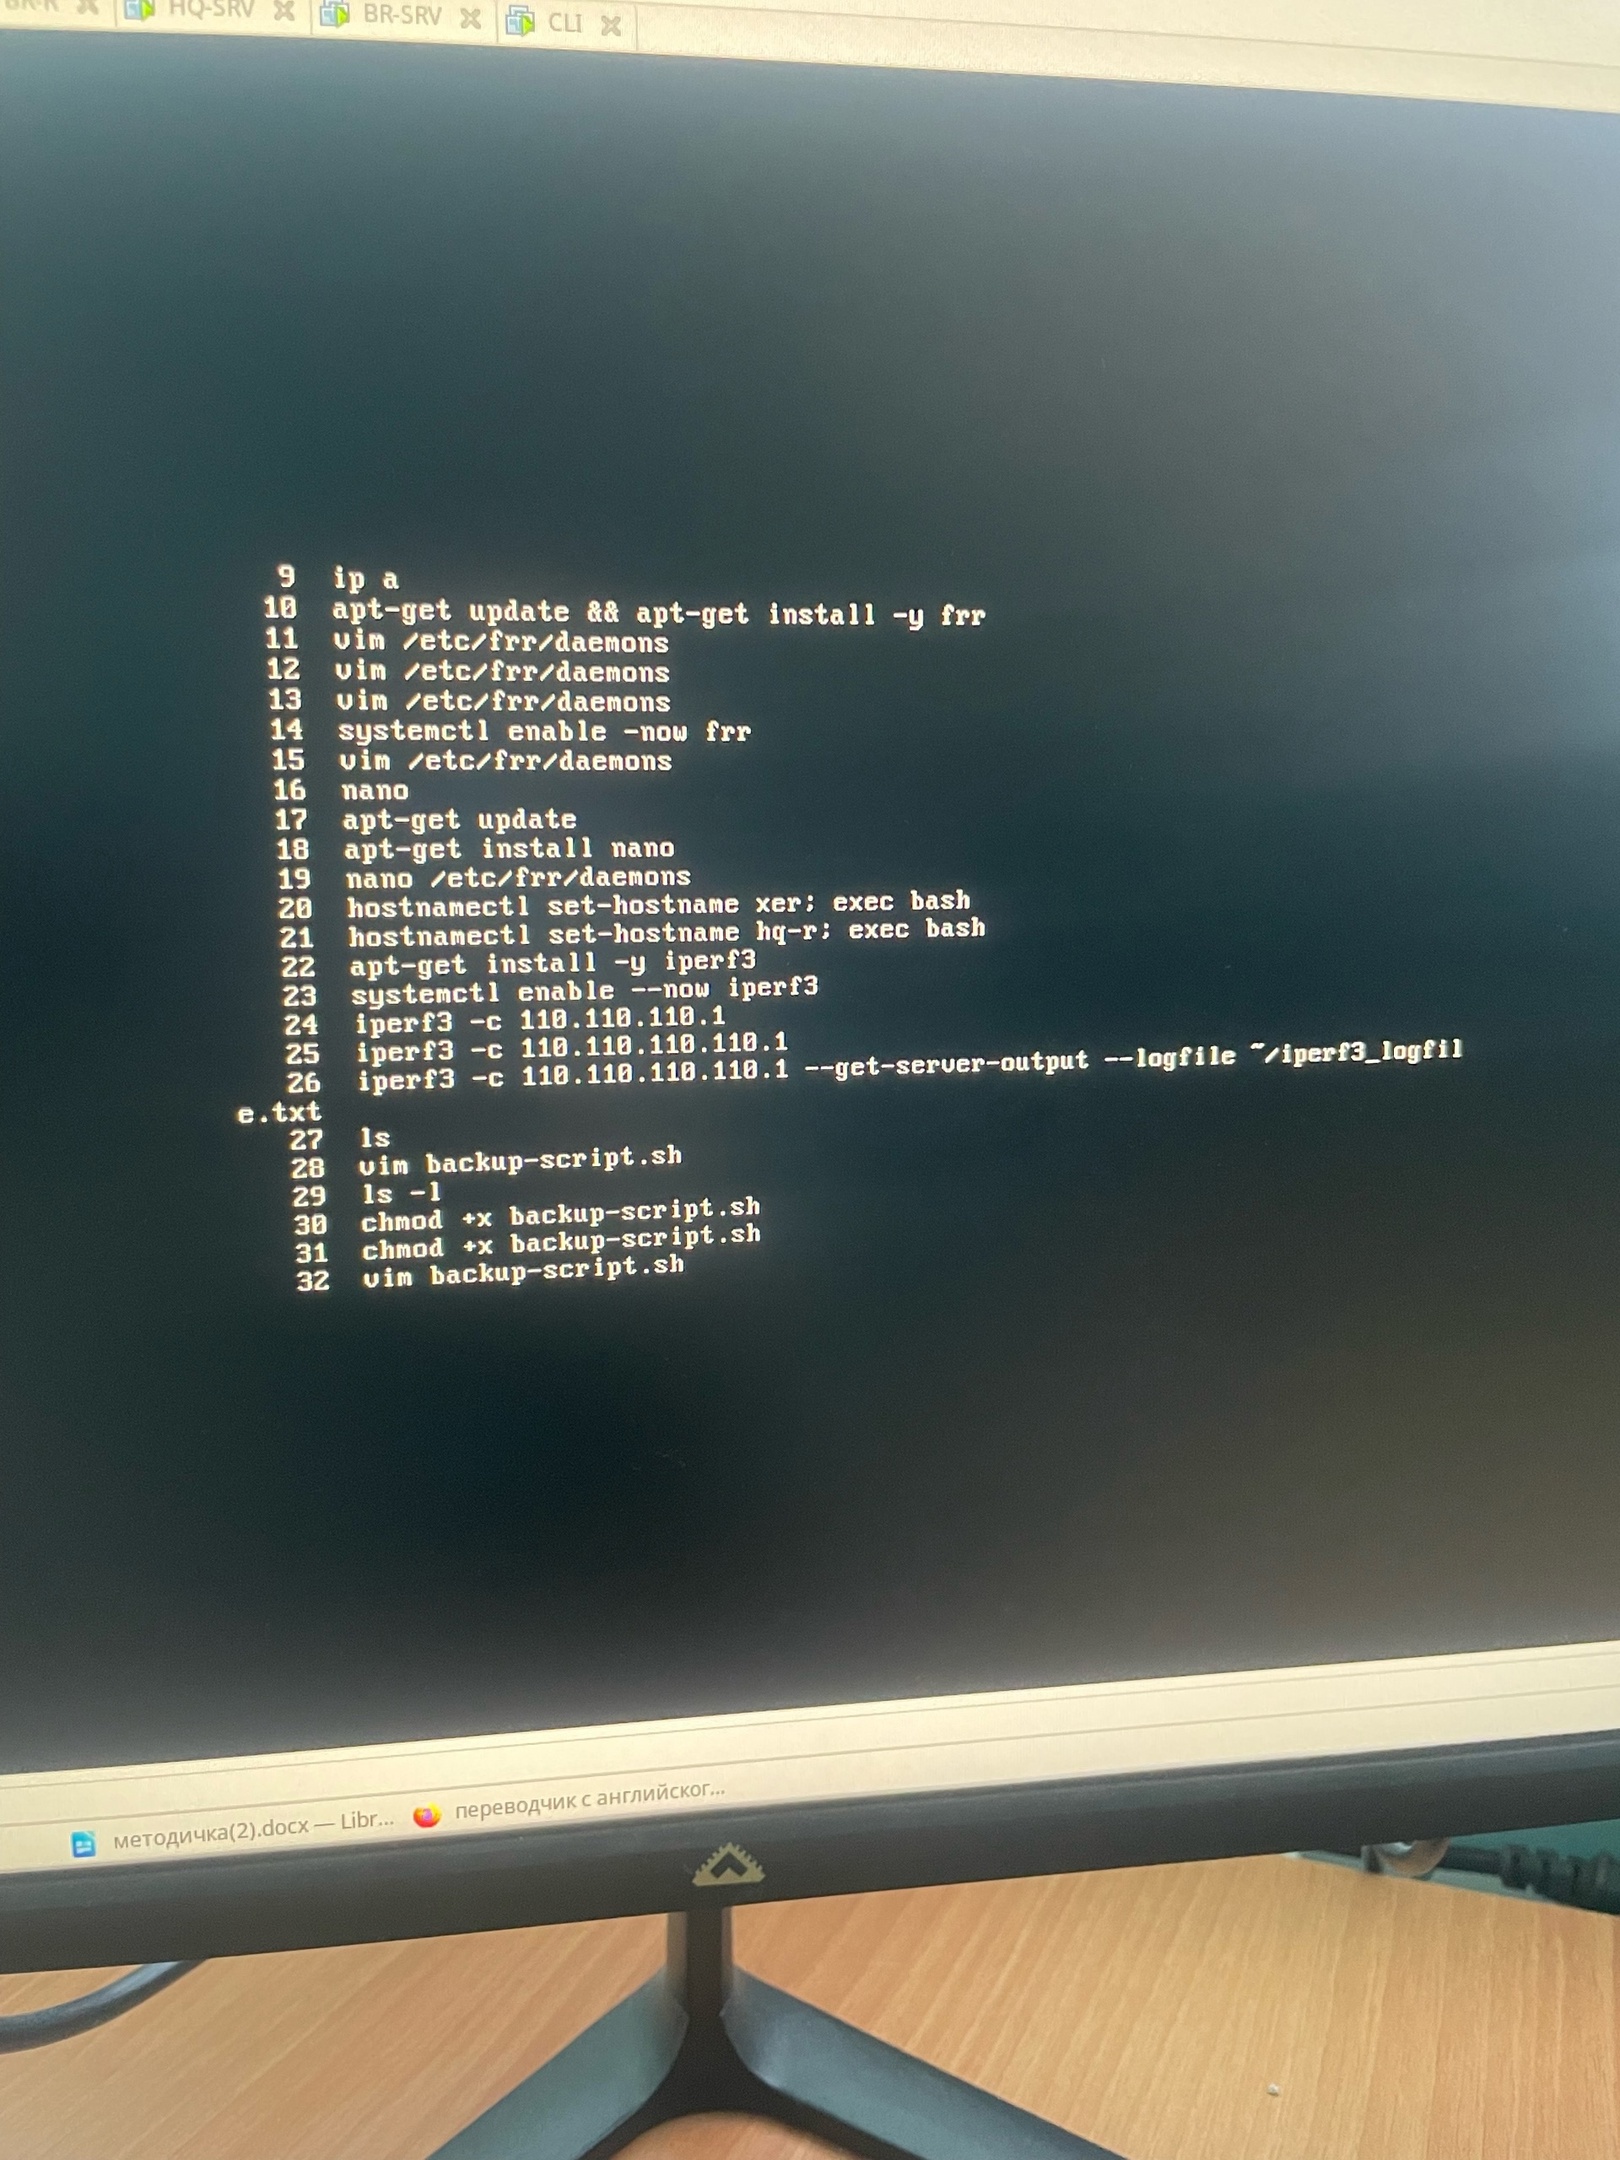 HQ-SRV
BR-SRV
CLI
9 ip a
10 apt-get update && apt-get install -y frr
11 vim /etc/frr/daemons
12 vim /etc/frr/daemons
13 vim /etc/frr/daemons
14 systemctl enable -now frr
15 vim /etc/frr/daemons
16 nano
17 apt-get update
18 apt-get install nano
19 nano /etc/frr/daemons
20 hostnamectl set-hostname xer; exec bash
21 hostnamectl set-hostname hq-r; exec bash
22 apt-get install -y iperf3
23 systemctl enable --now iperf3
24 iperf3 -c 110.110.110.1
25 iperf3 -c 110.110.110.110.1
26 iperf3 -c 110.110.110.110.1 --get-server-output --logfile ~/iperf3_logfil
e.txt
27 ls
28 vim backup-script.sh
29 ls -l
30 chmod +x backup-script.sh
31 chmod +x backup-script.sh
32 vim backup-script.sh
методичка(2).docx — Libr...
переводчик с английског...